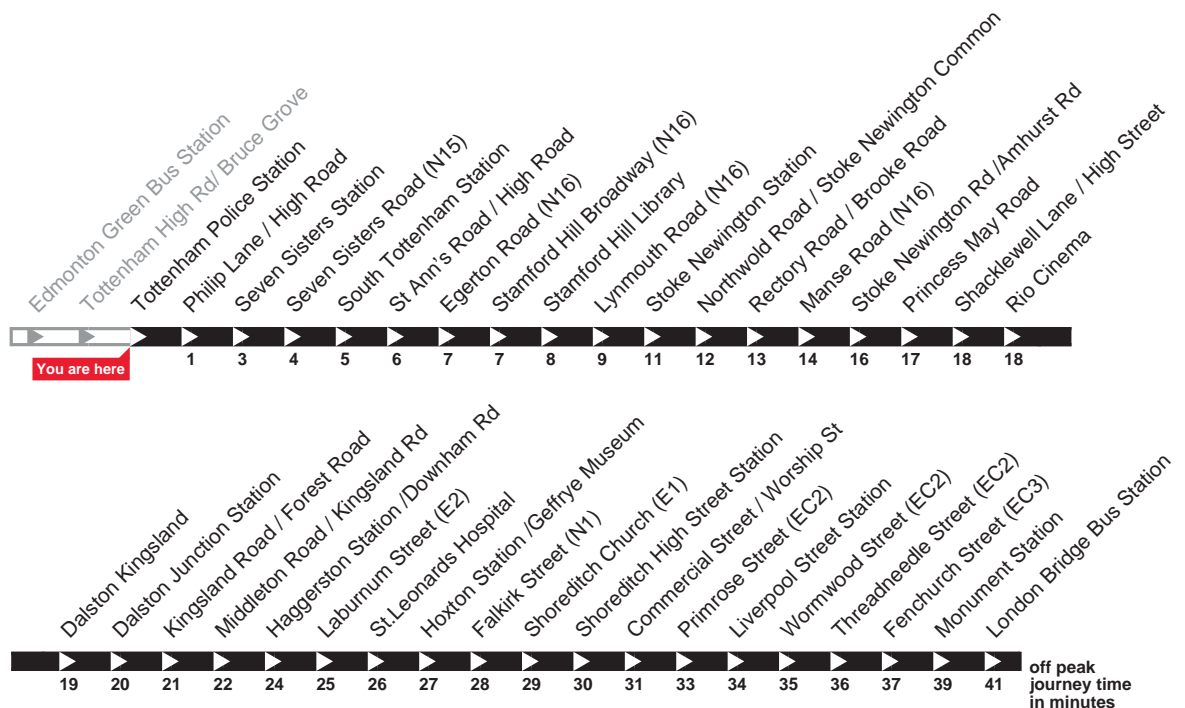 Edmonton Green Bus Station
Tottenham High Rd/ Bruce Grove
Tottenham Police Station
Philip Lane / High Road
Seven Sisters Station
Seven Sisters Road (N15)
South Tottenham Station
St Ann's Road / High Road
Egerton Road (N16)
Stamford Hill Broadway (N16)
Stamford Hill Library
Lynmouth Road (N16)
Stoke Newington Station
Northwold Road / Stoke Newington Common
Rectory Road / Brooke Road
Manse Road (N16)
Stoke Newington Rd /Amhurst Rd
Princess May Road
Shacklewell Lane / High Street
Rio Cinema
You are here
1 3 4 5 6 7 7 8 9 11 12 13 14 16 17 18 18
Dalston Kingsland
Dalston Junction Station
Kingsland Road / Forest Road
Middleton Road / Kingsland Rd
Haggerston Station /Downham Rd
Laburnum Street (E2)
St.Leonards Hospital
Hoxton Station /Geffrye Museum
Falkirk Street (N1)
Shoreditch Church (E1)
Shoreditch High Street Station
Commercial Street / Worship St
Primrose Street (EC2)
Liverpool Street Station
Wormwood Street (EC2)
Threadneedle Street (EC2)
Fenchurch Street (EC3)
Monument Station
London Bridge Bus Station
19 20 21 22 24 25 26 27 28 29 30 31 33 34 35 36 37 39 41
off peak
journey time
in minutes